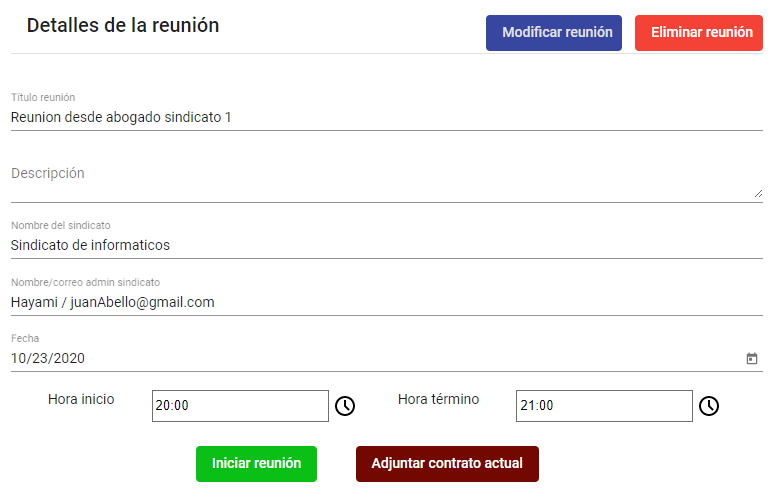 Detalles de la reunión
Modificar reunión
Eliminar reunión
Título reunión
Reunion desde abogado sindicato 1
Descripción
Nombre del sindicato
Sindicato de informaticos
Nombre/correo admin sindicato
Hayami / juanAbello@gmail.com
Fecha
10/23/2020
Hora inicio
20:00
Hora término
21:00
Iniciar reunión
Adjuntar contrato actual